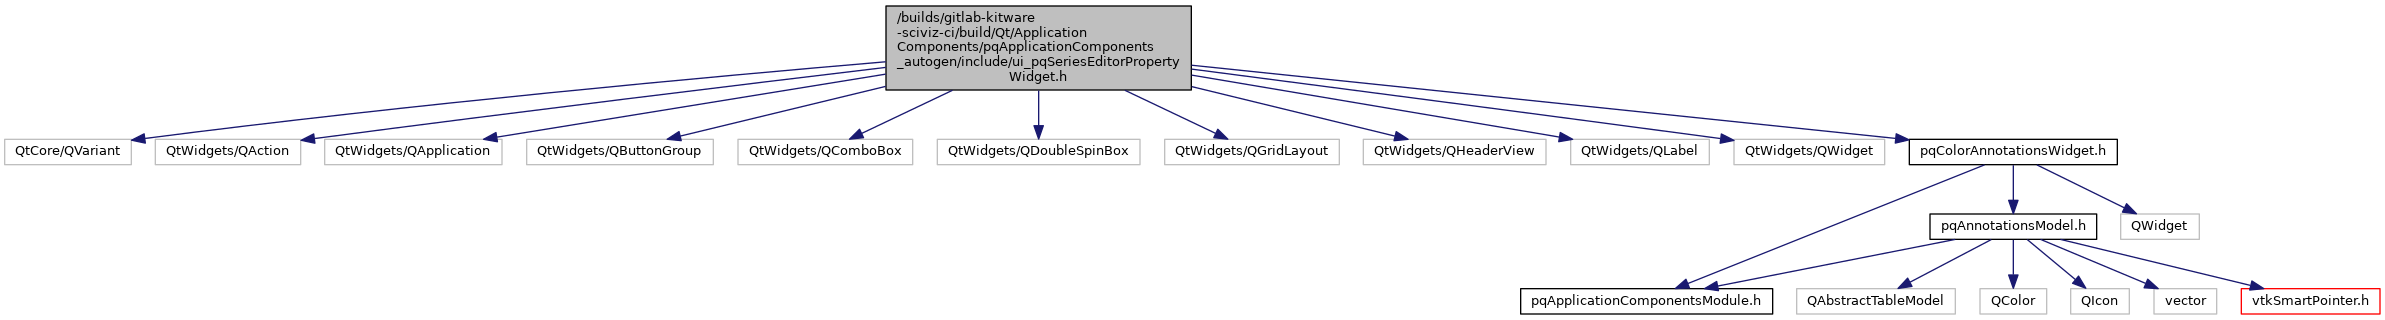 /builds/gitlab-kitware
-sciviz-ci/build/Qt/Application
Components/pqApplicationComponents
_autogen/include/ui_pqSeriesEditorProperty
Widget.h
QtCore/QVariant
QtWidgets/QAction
QtWidgets/QApplication
QtWidgets/QButtonGroup
QtWidgets/QComboBox
QtWidgets/QDoubleSpinBox
QtWidgets/QGridLayout
QtWidgets/QHeaderView
QtWidgets/QLabel
QtWidgets/QWidget
pqColorAnnotationsWidget.h
pqAnnotationsModel.h
QWidget
pqApplicationComponentsModule.h
QAbstractTableModel
QColor
QIcon
vector
vtkSmartPointer.h